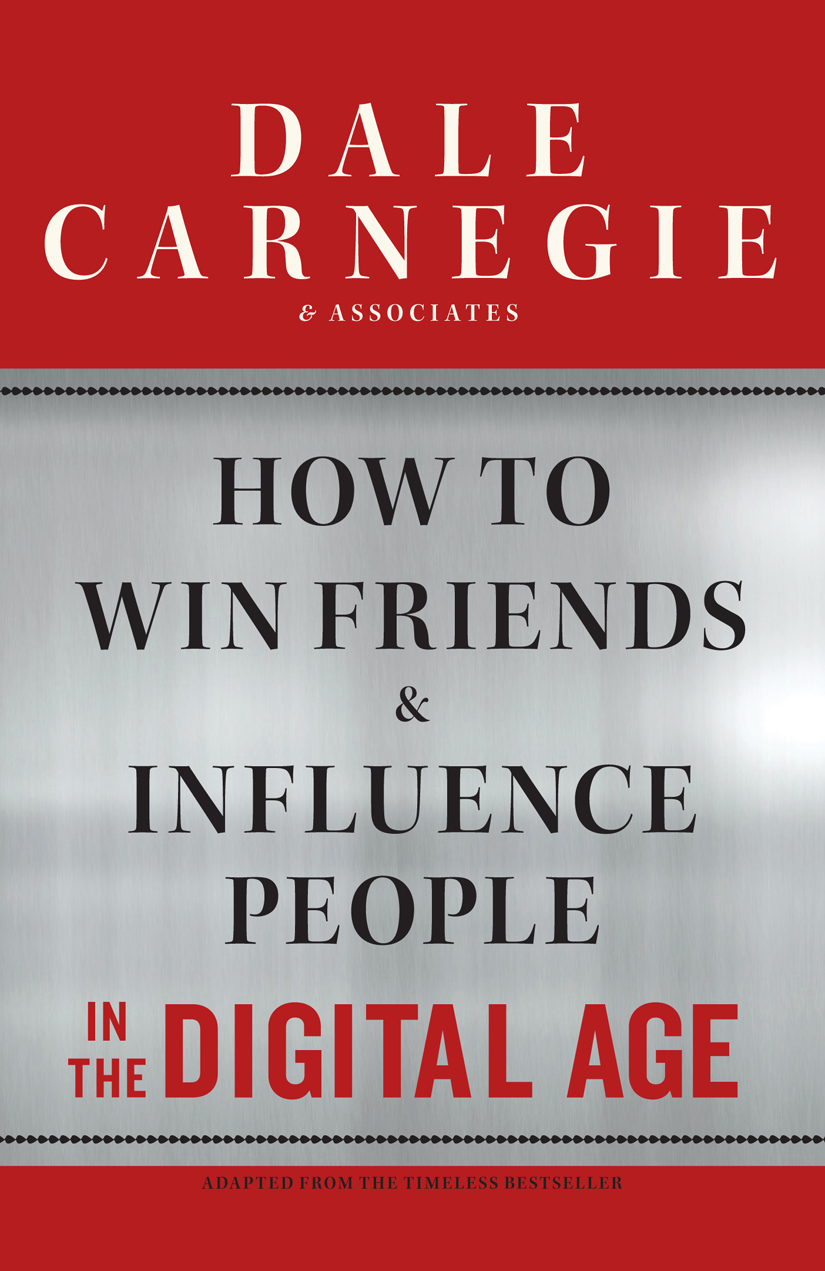 DALE
CARNEGIE
& ASSOCIATES
HOW TO
WIN FRIENDS
&
INFLUENCE
PEOPLE
IN
THE DIGITAL AGE
ADAPTED FROM THE TIMELESS BESTSELLER